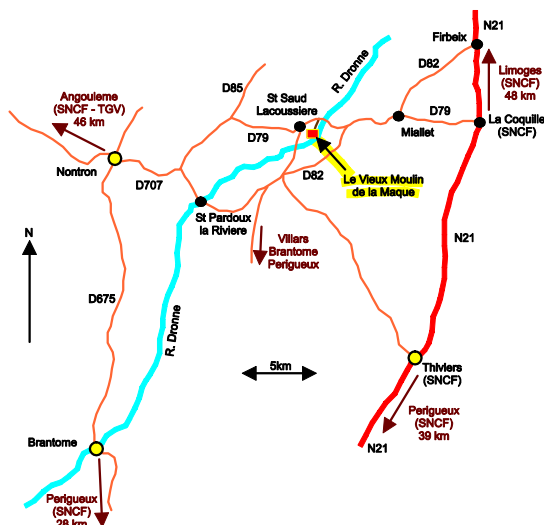 N21
Firbeix
D82
Limoges
(SNCF)
48 km
R. Dronne
D85
Angouleme
(SNCF - TGV)
46 km
St Saud
Lacoussiere
D79
D79
Miallet
La Coquille
(SNCF)
Nontron
D707
D82
Le Vieux Moulin
de la Maque
St Pardoux
la Riviere
N
Villars
Brantome
Perigueux
N21
D675
R. Dronne
5km
Thiviers
(SNCF)
Perigueux
(SNCF)
39 km
N21
Brantome
Perigueux
(SNCF)
28 km